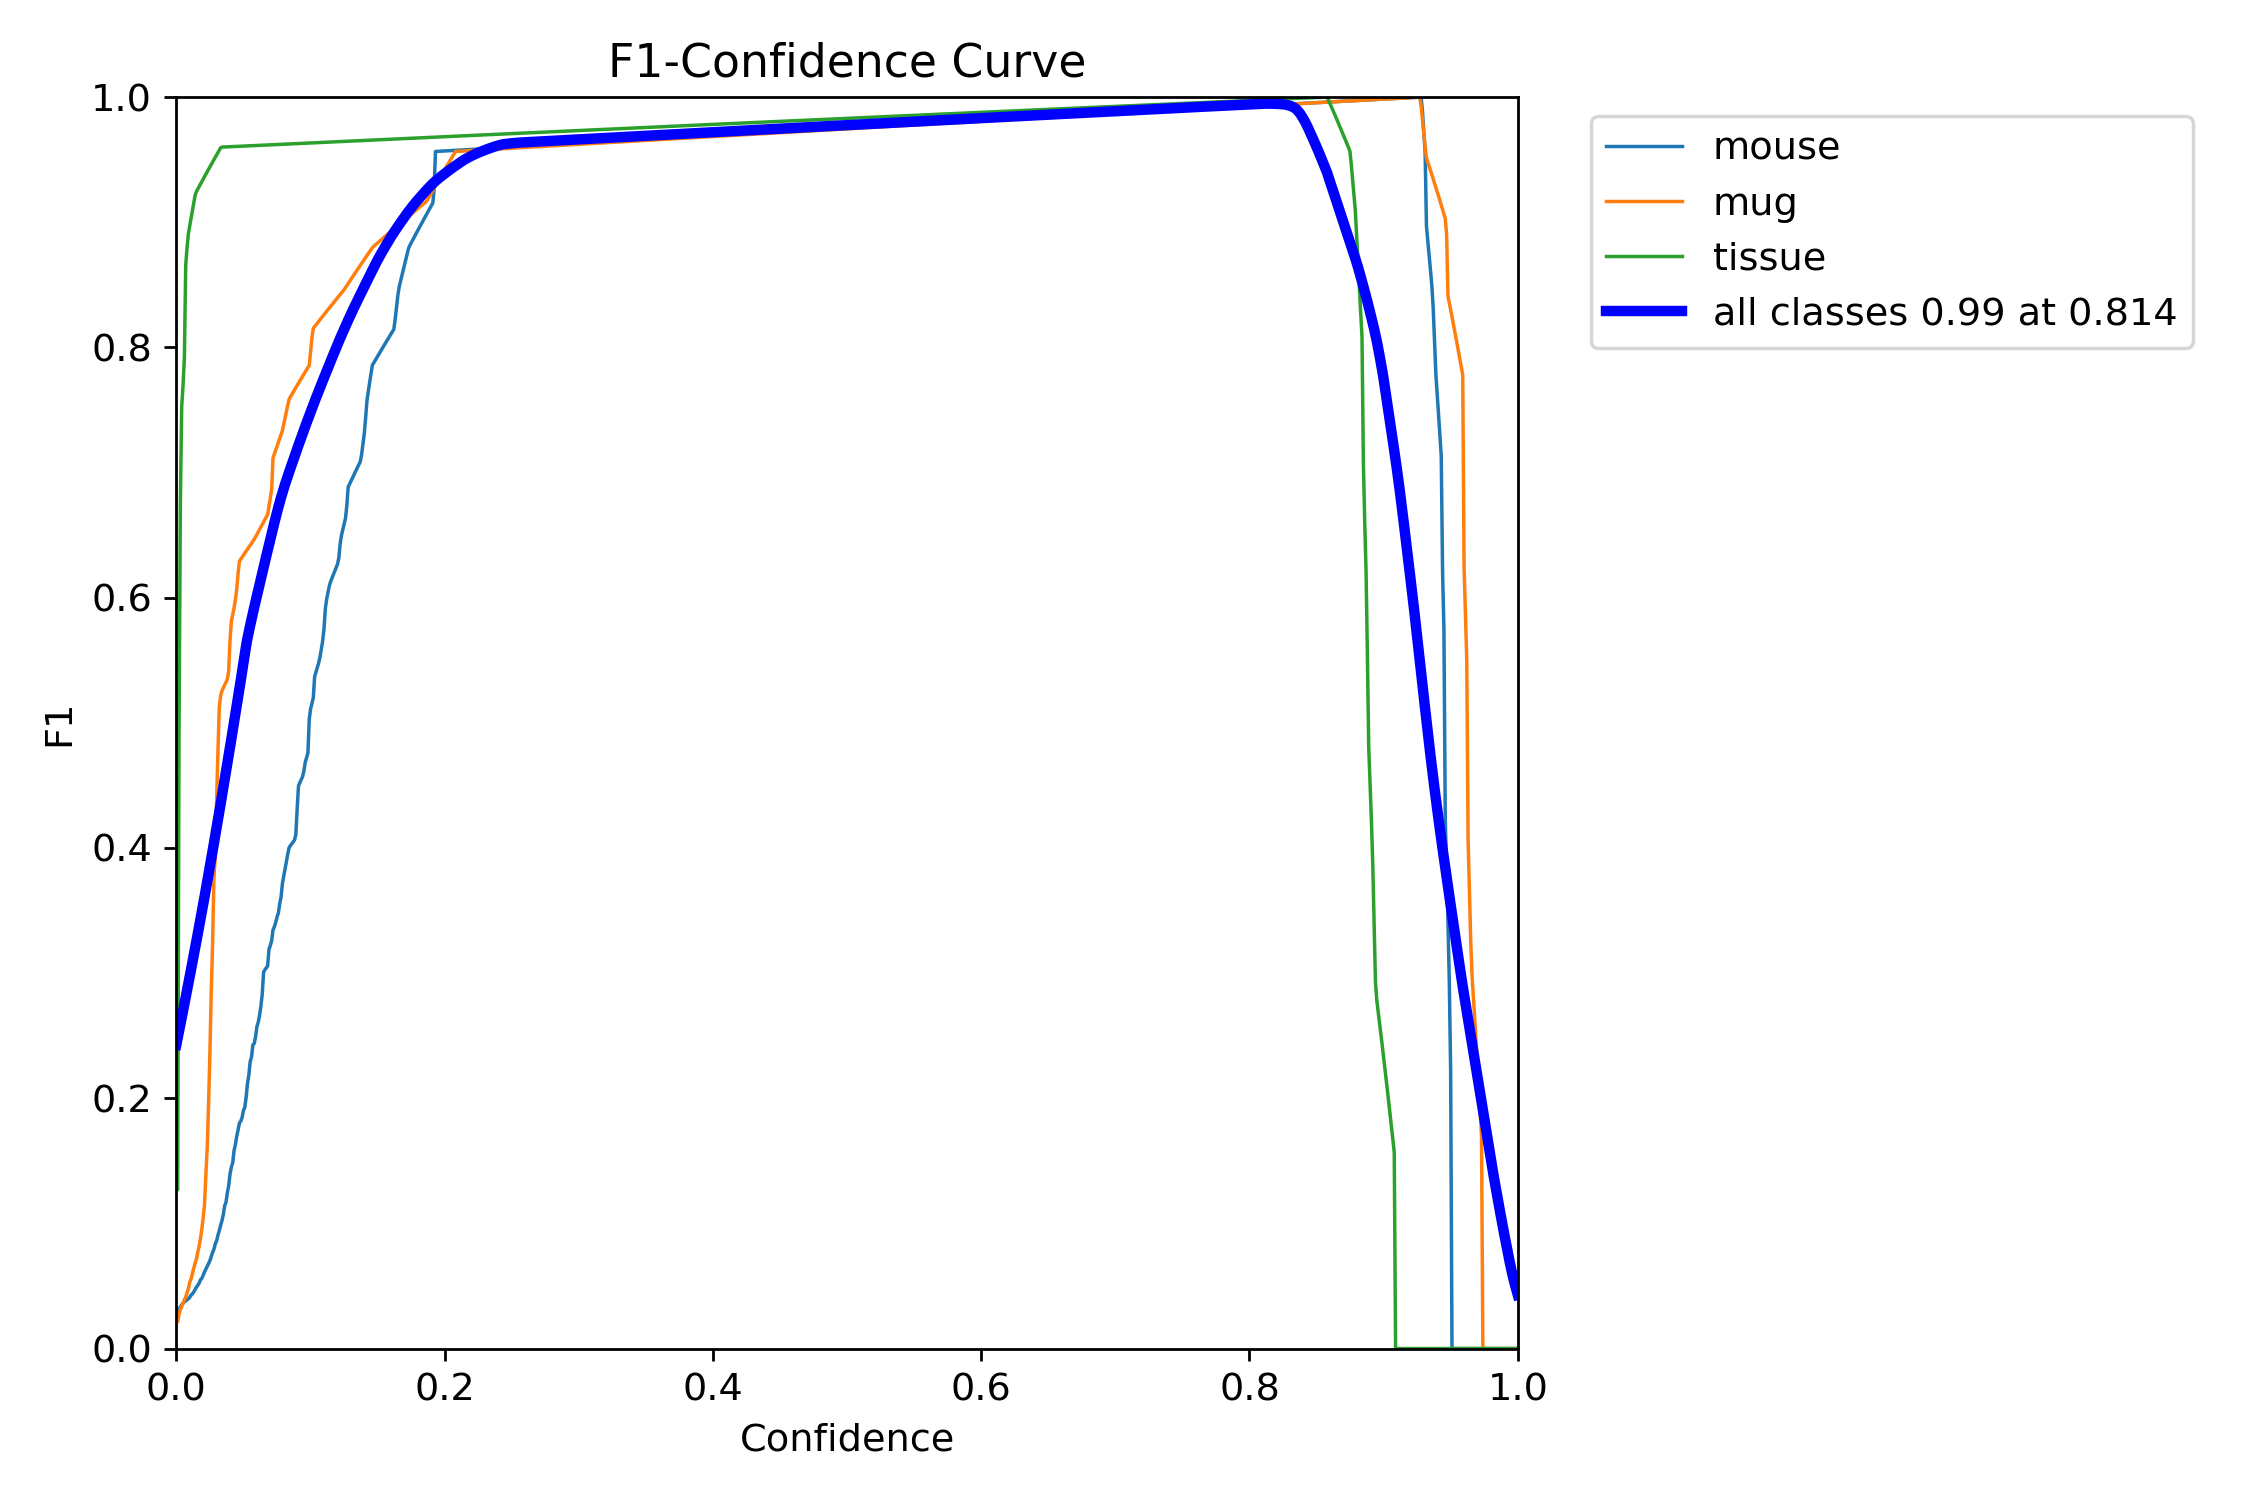 F1-Confidence Curve
1.0
0.8
0.6
0.4
0.2
0.0
F1
0.0 0.2 0.4 0.6 0.8 1.0
Confidence
mouse
mug
tissue
all classes 0.99 at 0.814